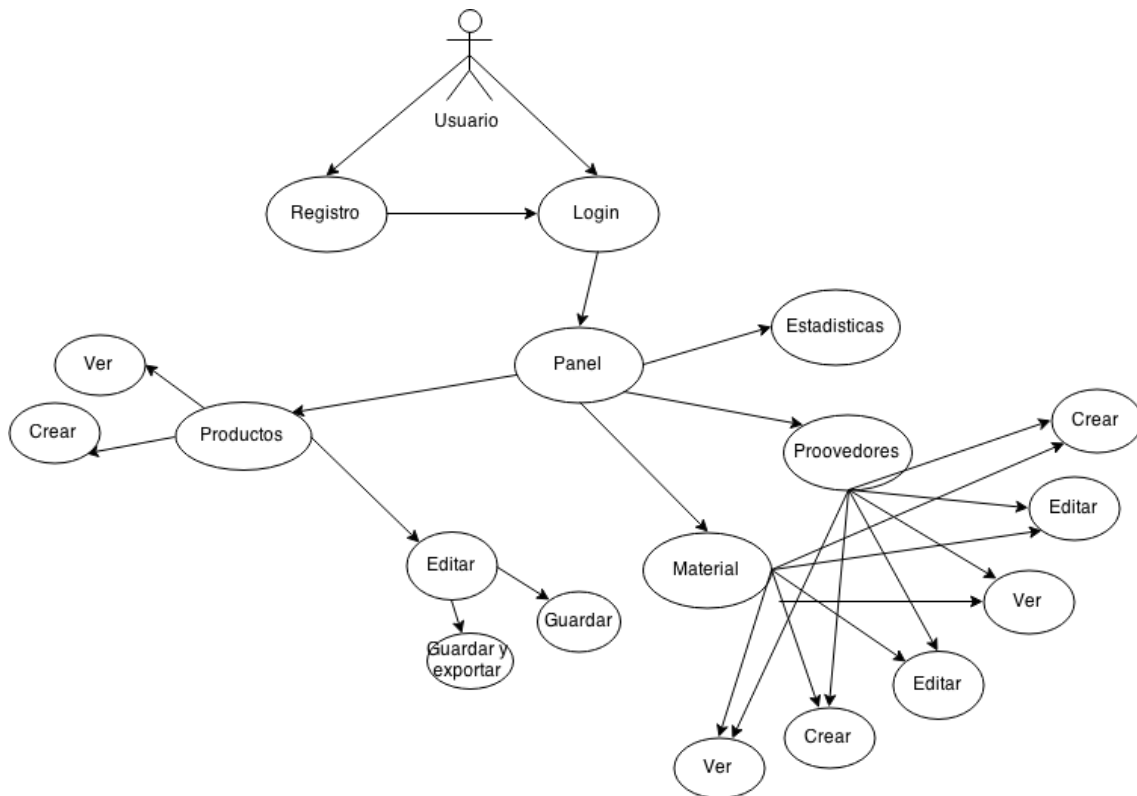 Usuario
Registro
Login
Estadisticas
Panel
Ver
Crear
Productos
Proovedores
Crear
Editar
Editar
Material
Ver
Guardar
Guardar y
exportar
Editar
Crear
Ver